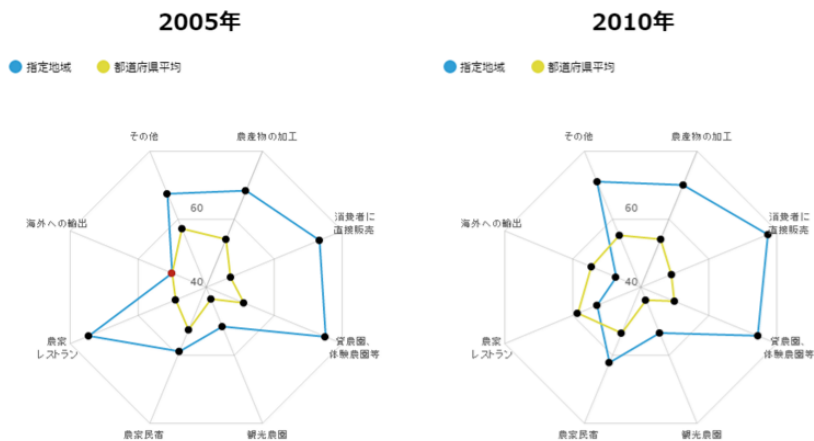 2005年
2010年
指定地域
都道府県平均
指定地域
都道府県平均
その他
農産物の加工
消費者に
直接販売
貸農園、
体験農園等
観光農園
農家民宿
農家
レストラン
海外への輸出
60
40
その他
農産物の加工
消費者に
直接販売
貸農園、
体験農園等
観光農園
農家民宿
農家
レストラン
海外への輸出
60
40